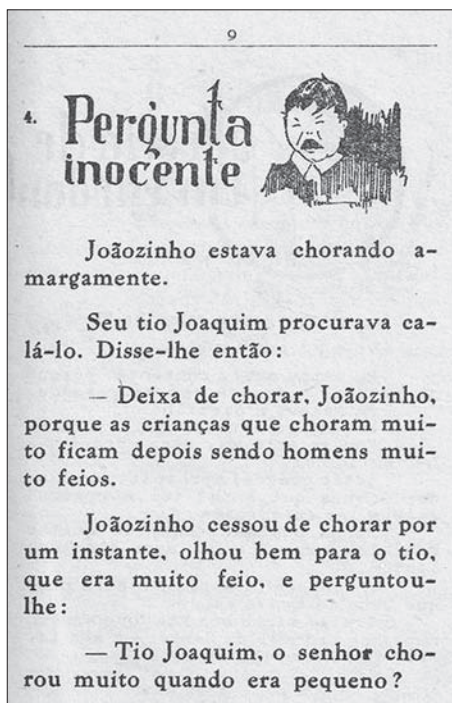 9
4. Pergunta
inocente
Joãozinho estava chorando a-
margamente.
Seu tio Joaquim procurava ca-
lá-lo. Disse-lhe então:
— Deixa de chorar, Joãozinho,
porque as crianças que choram mui-
to ficam depois sendo homens mui-
to feios.
Joãozinho cessou de chorar por
um instante, olhou bem para o tio,
que era muito feio, e perguntou-
lhe:
— Tio Joaquim, o senhor cho-
rou muito quando era pequeno?